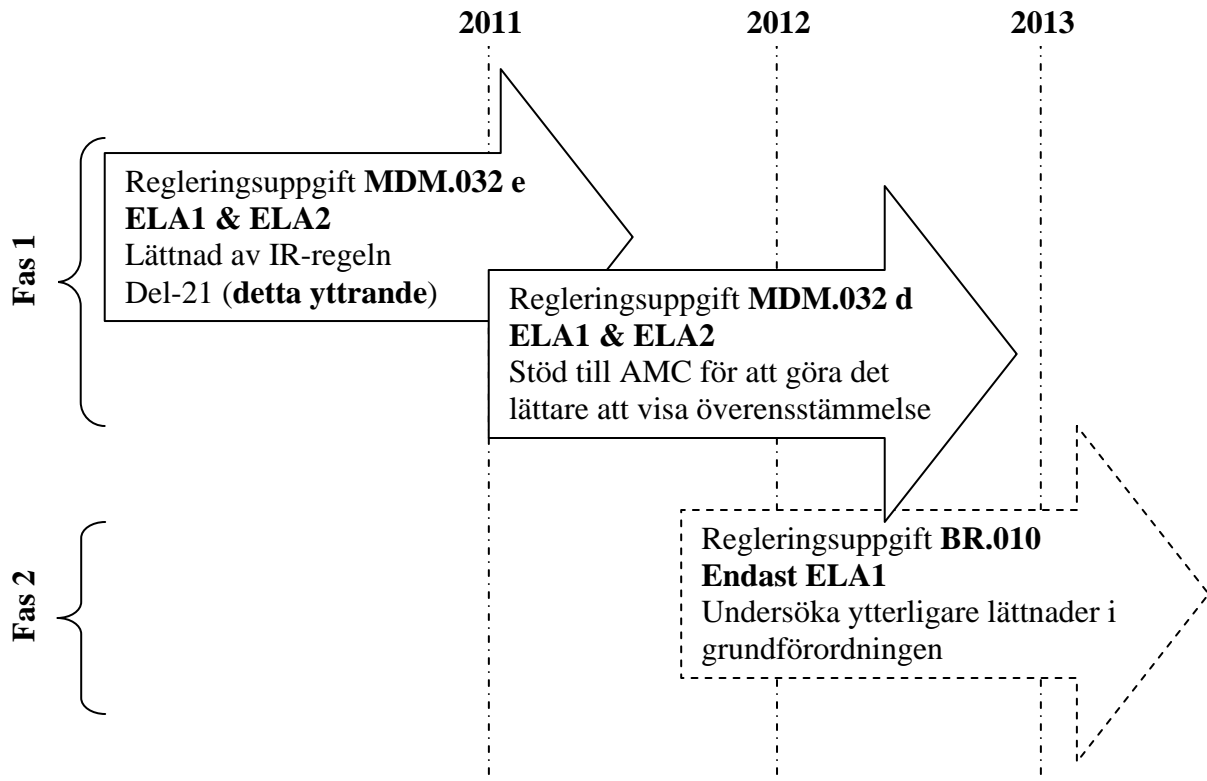 2011
2012
2013
Fas 1
Regleringsuppgift MDM.032 e
ELA1 & ELA2
Lättnad av IR-regeln
Del-21 (detta yttrande)
Regleringsuppgift MDM.032 d
ELA1 & ELA2
Stöd till AMC för att göra det
lättare att visa överensstämmelse
Fas 2
Regleringsuppgift BR.010
Endast ELA1
Undersöka ytterligare lättnader i
grundförordningen